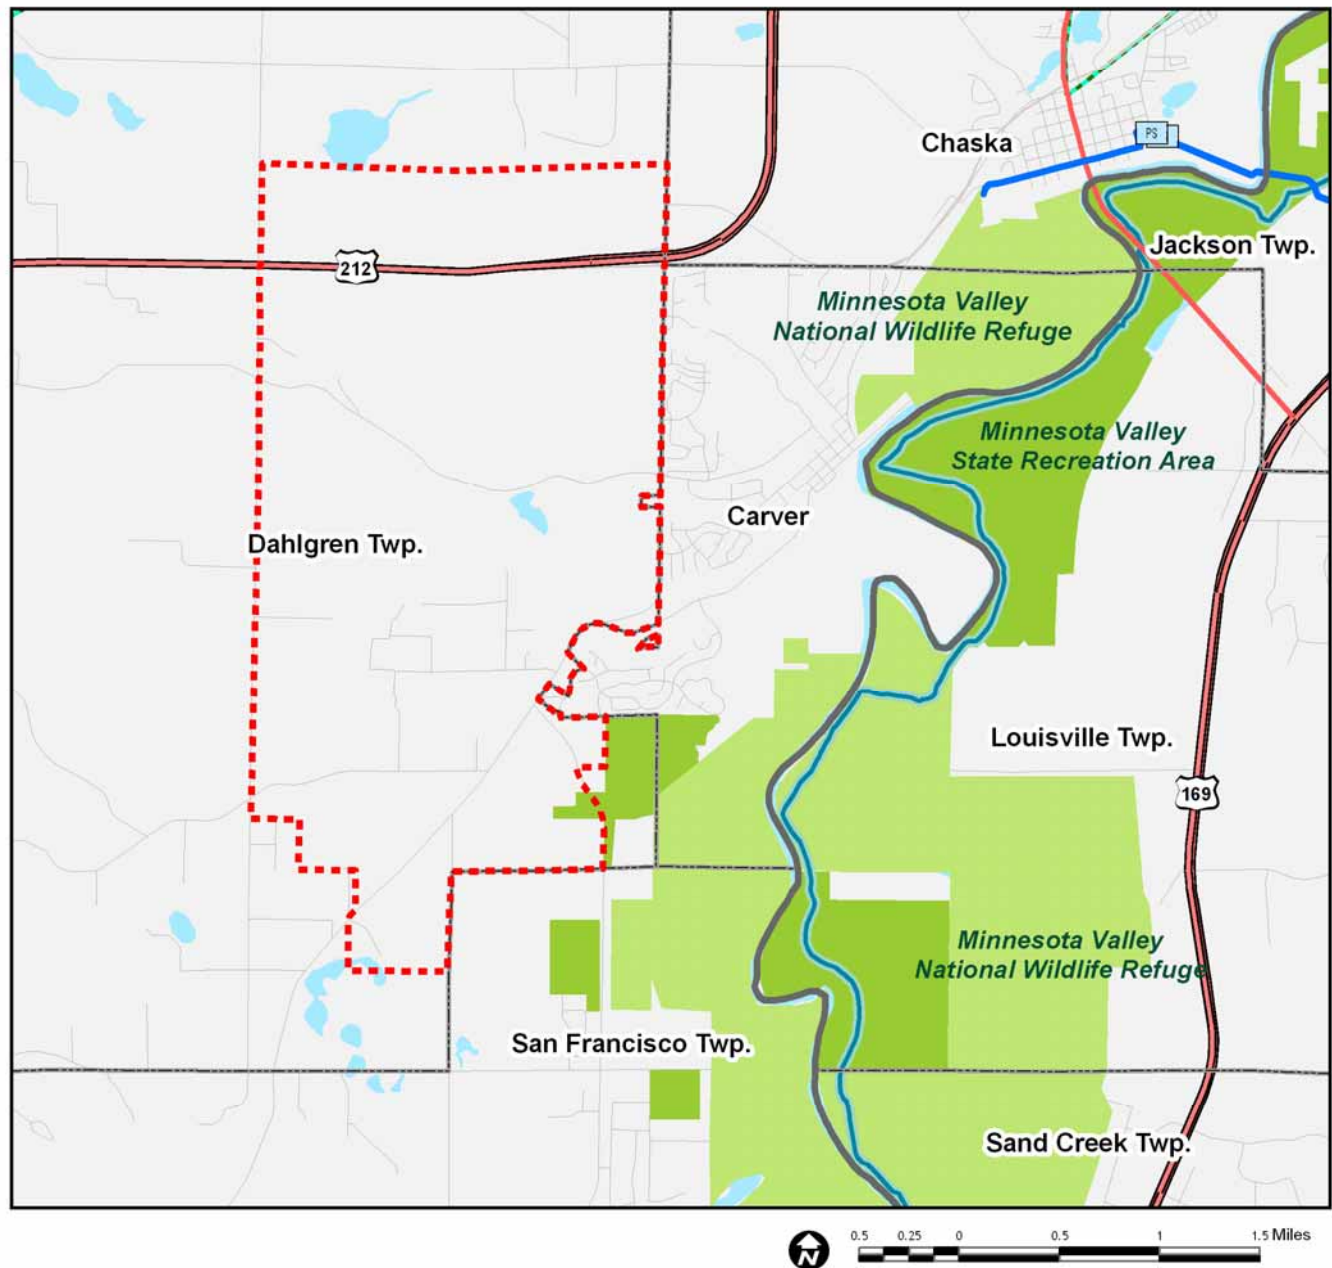 Chaska
PS
Jackson Twp.
212
Minnesota Valley
National Wildlife Refuge
Minnesota Valley
State Recreation Area
Carver
Dahlgren Twp.
Louisville Twp.
169
Minnesota Valley
National Wildlife Refuge
San Francisco Twp.
Sand Creek Twp.
N
0.5 0.25 0 0.5 1 1.5 Miles